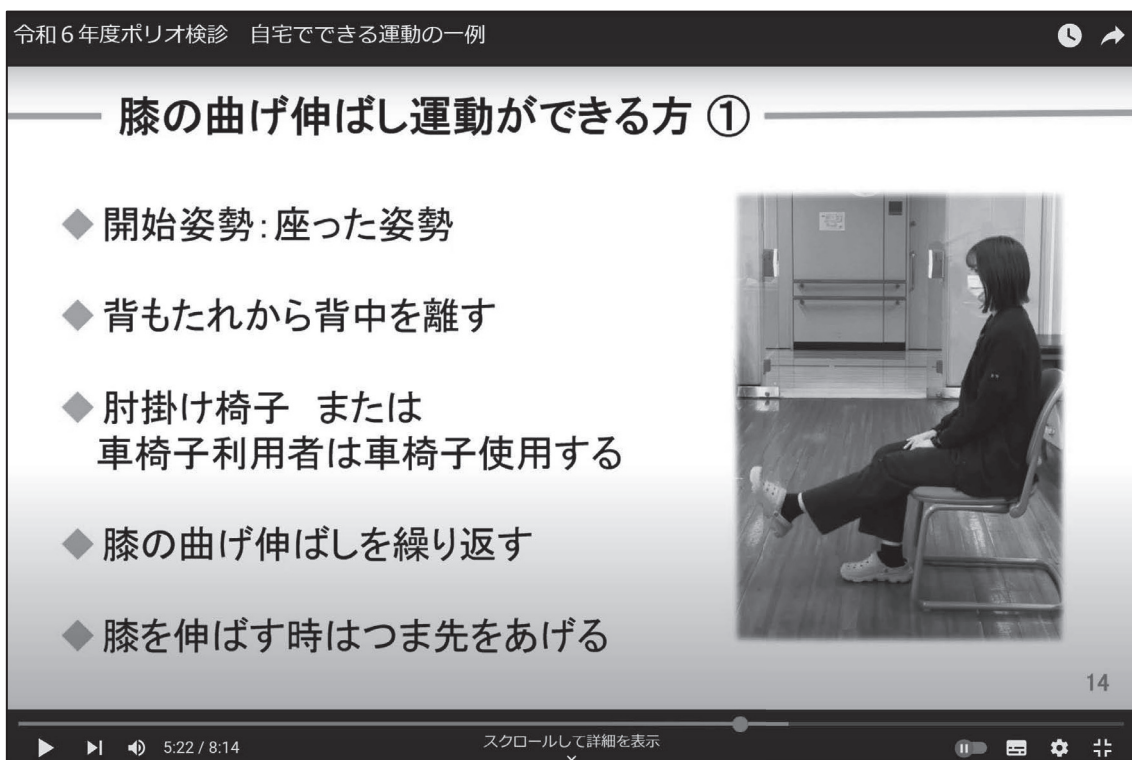 令和6年度ポリオ検診　自宅でできる運動の一例
膝の曲げ伸ばし運動ができる方 ①
◆ 開始姿勢：座った姿勢
◆ 背もたれから背中を離す
◆ 肘掛け椅子　または
車椅子利用者は車椅子使用する
◆ 膝の曲げ伸ばしを繰り返す
◆ 膝を伸ばす時はつま先をあげる
14
5:22 / 8:14
スクロールして詳細を表示